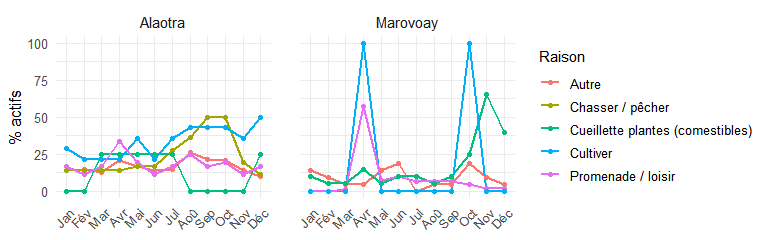 Alaotra
Marovoay
% actifs
100
75
50
25
0
Jan Fév Mar Avr Mai Jun Jul Aoû Sep Oct Nov Déc
Jan Fév Mar Avr Mai Jun Jul Aoû Sep Oct Nov Déc
Raison
Autre
Chasser / pêcher
Cueillette plantes (comestibles)
Cultiver
Promenade / loisir